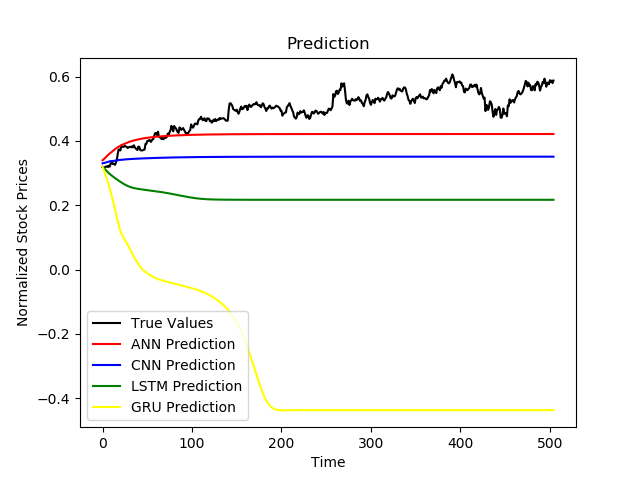 Prediction
Normalized Stock Prices
0.6
0.4
0.2
0.0
−0.2
−0.4
True Values
ANN Prediction
CNN Prediction
LSTM Prediction
GRU Prediction
0 100 200 300 400 500
Time